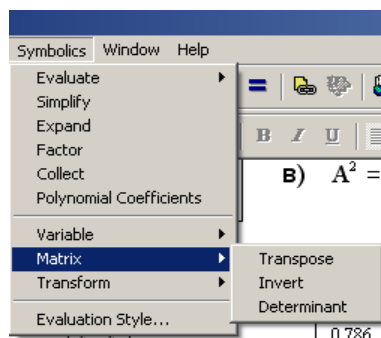 Symbolics Window Help
Evaluate
Simplify
Expand
Factor
Collect
Polynomial Coefficients
Variable
Matrix
Transform
Evaluation Style...
Transpose
Invert
Determinant
B I U
в) A² =
0.786